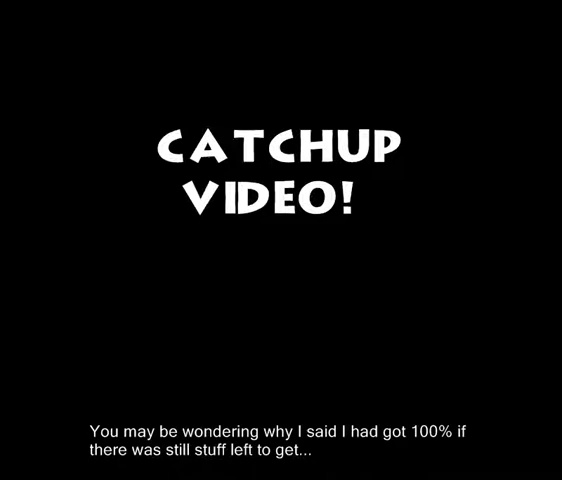 CATCHUP
VIDEO!
You may be wondering why I said I had got 100% if
there was still stuff left to get...